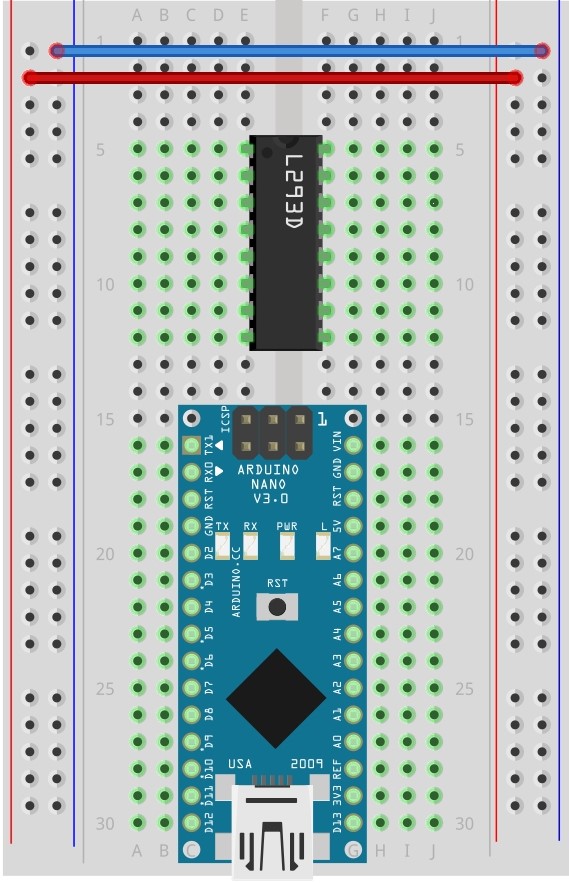 A B C D E F G H I J
1 1
5 5
L293D
10 10
15 15
ICSP
1
TX1 VIN
RX0 GND
ARDUINO
NANO
V3.0
RST RST
GND 5V
TX RX PWR L
D2 A7
20 20
ARDUINO.CC
D3 A6
RST
D4 A5
D5 A4
D6 A3
D7 A2
25 25
D8 A1
D9 A0
USA 2009
D10 REF
D11 3V3
D12 D13
30 30
A B C G H I J